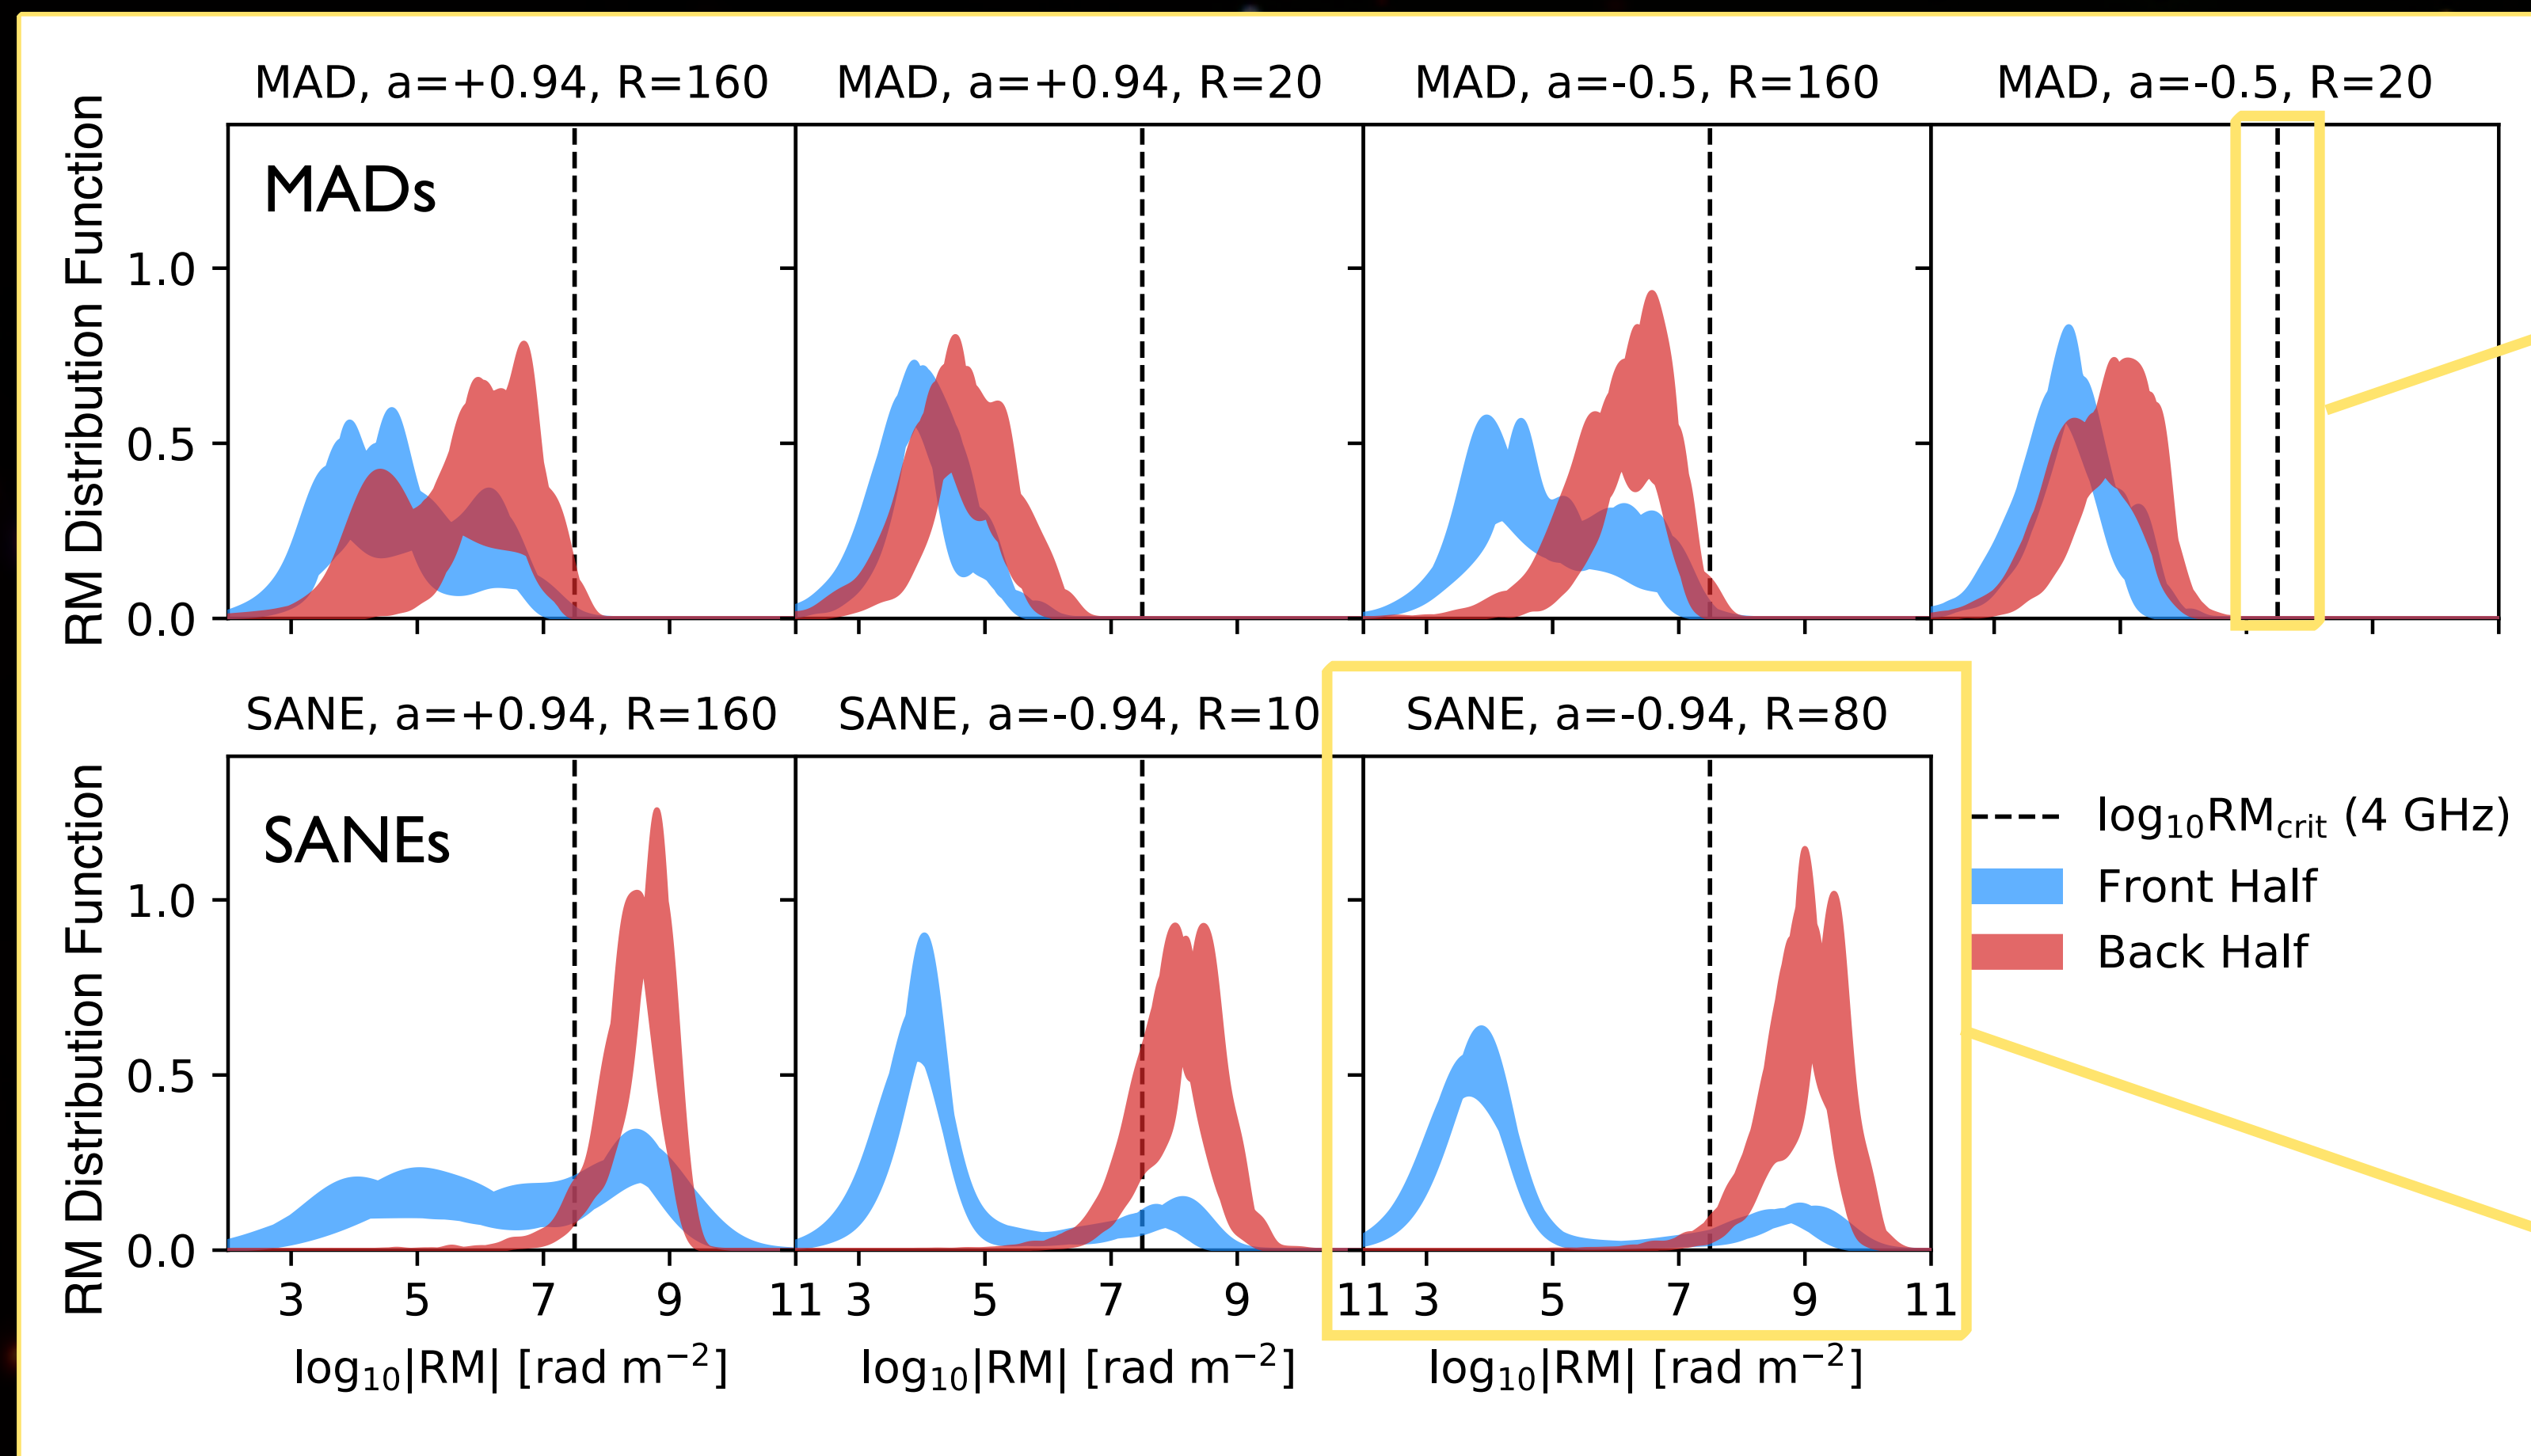 MAD, a=+0.94, R=160
MAD, a=+0.94, R=20
MAD, a=-0.5, R=160
MAD, a=-0.5, R=20
RM Distribution Function
MADs
1.0
0.5
0.0
SANE, a=+0.94, R=160
SANE, a=-0.94, R=10
SANE, a=-0.94, R=80
RM Distribution Function
SANEs
1.0
0.5
0.0
3 5 7 9 11 3 5 7 9 11 3 5 7 9 11
log₁₀|RM| [rad m⁻²]
log₁₀|RM| [rad m⁻²]
log₁₀|RM| [rad m⁻²]
log₁₀RM_crit (4 GHz)
Front Half
Back Half